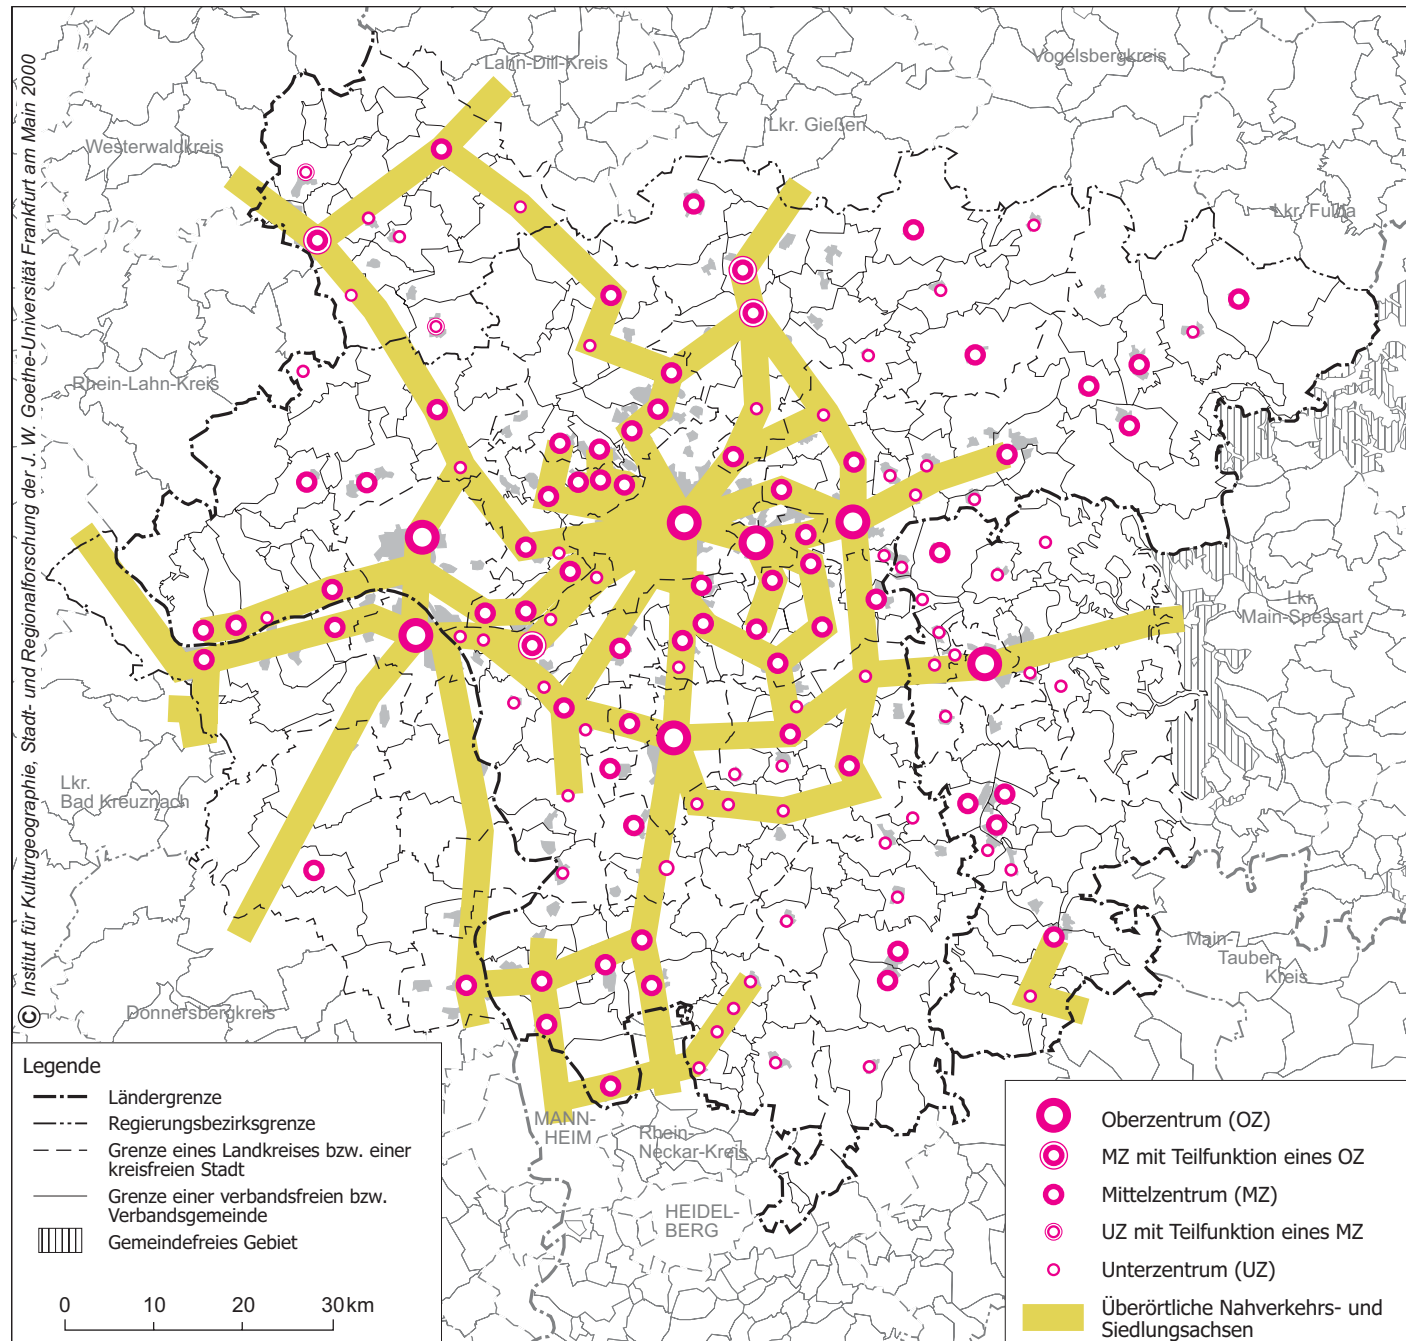 © Institut für Kulturgeographie, Stadt- und Regionalforschung der J. W. Goethe-Universität Frankfurt am Main 2000
Lahn-Dill-Kreis
Vogelsbergkreis
Westerwaldkreis
Lkr. Gießen
Lkr. Fulda
Rhein-Lahn-Kreis
Lkr.
Main-Spessart
Lkr.
Bad Kreuznach
Main-
Tauber-
Kreis
Donnersbergkreis
MANN-
HEIM
Rhein-
Neckar-Kreis
HEIDEL-
BERG
Legende
Ländergrenze
Regierungsbezirksgrenze
Grenze eines Landkreises bzw. einer
kreisfreien Stadt
Grenze einer verbandsfreien bzw.
Verbandsgemeinde
Gemeindefreies Gebiet
0 10 20 30km
Oberzentrum (OZ)
MZ mit Teilfunktion eines OZ
Mittelzentrum (MZ)
UZ mit Teilfunktion eines MZ
Unterzentrum (UZ)
Überörtliche Nahverkehrs- und
Siedlungsachsen